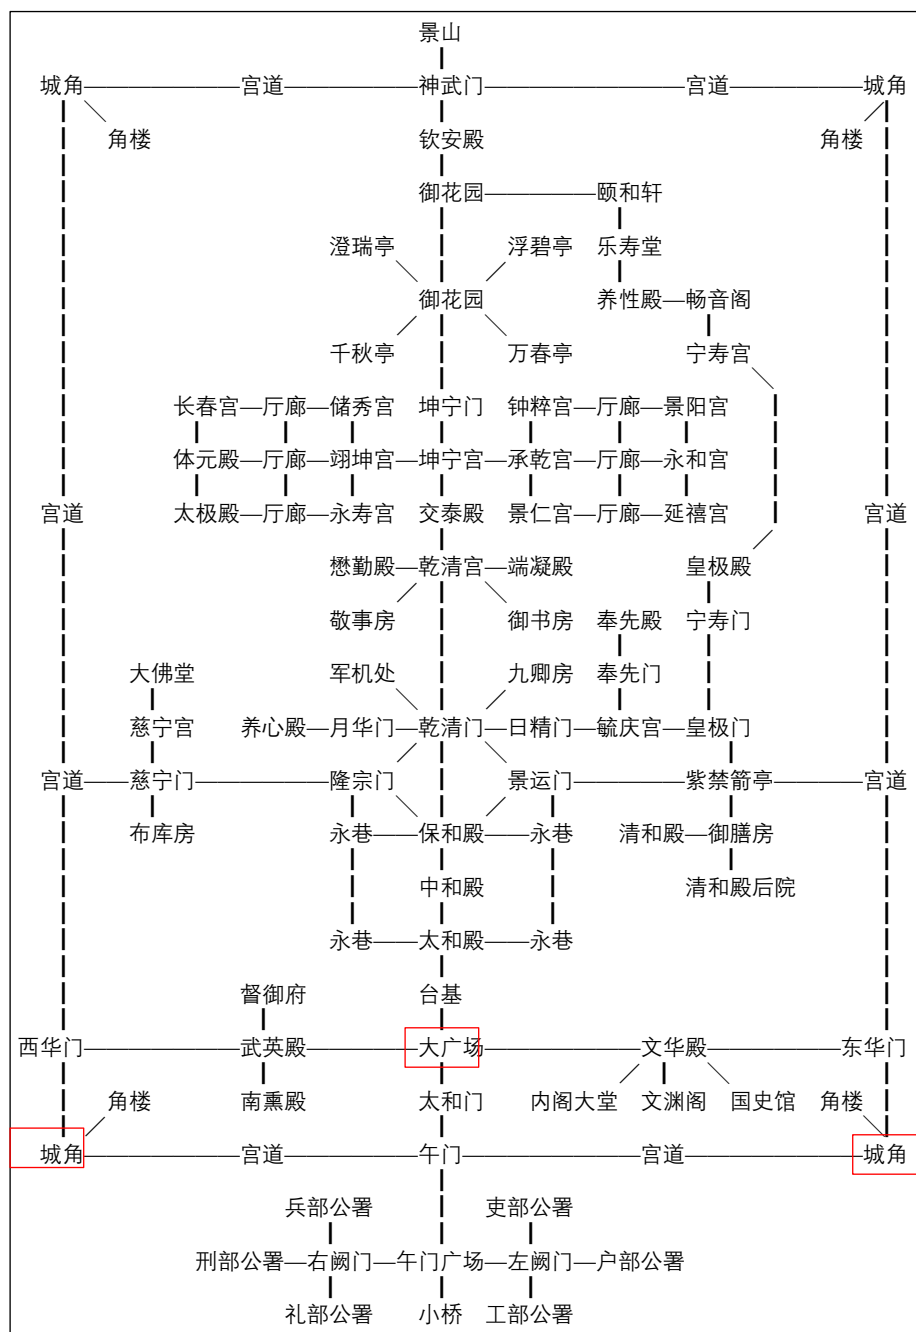 景山
城角 宫道 神武门 宫道 城角
角楼 钦安殿 角楼
御花园 颐和轩
澄瑞亭 浮碧亭 乐寿堂
御花园 养性殿 畅音阁
千秋亭 万春亭 宁寿宫
长春宫 厅廊 储秀宫 坤宁门 钟粹宫 厅廊 景阳宫
体元殿 厅廊 翊坤宫 坤宁宫 承乾宫 厅廊 永和宫
宫道 太极殿 厅廊 永寿宫 交泰殿 景仁宫 厅廊 延禧宫 宫道
懋勤殿 乾清宫 端凝殿 皇极殿
敬事房 御书房 奉先殿 宁寿门
大佛堂 军机处 九卿房 奉先门
慈宁宫 养心殿 月华门 乾清门 日精门 毓庆宫 皇极门
宫道 慈宁门 隆宗门 景运门 紫禁箭亭 宫道
布库房 永巷 保和殿 永巷 清和殿 御膳房
中和殿 清和殿后院
永巷 太和殿 永巷
督御府 台基
西华门 武英殿 大广场 文华殿 东华门
角楼 南熏殿 太和门 内阁大堂 文渊阁 国史馆 角楼
城角 宫道 午门 宫道 城角
兵部公署 吏部公署
刑部公署 右阙门 午门广场 左阙门 户部公署
礼部公署 小桥 工部公署